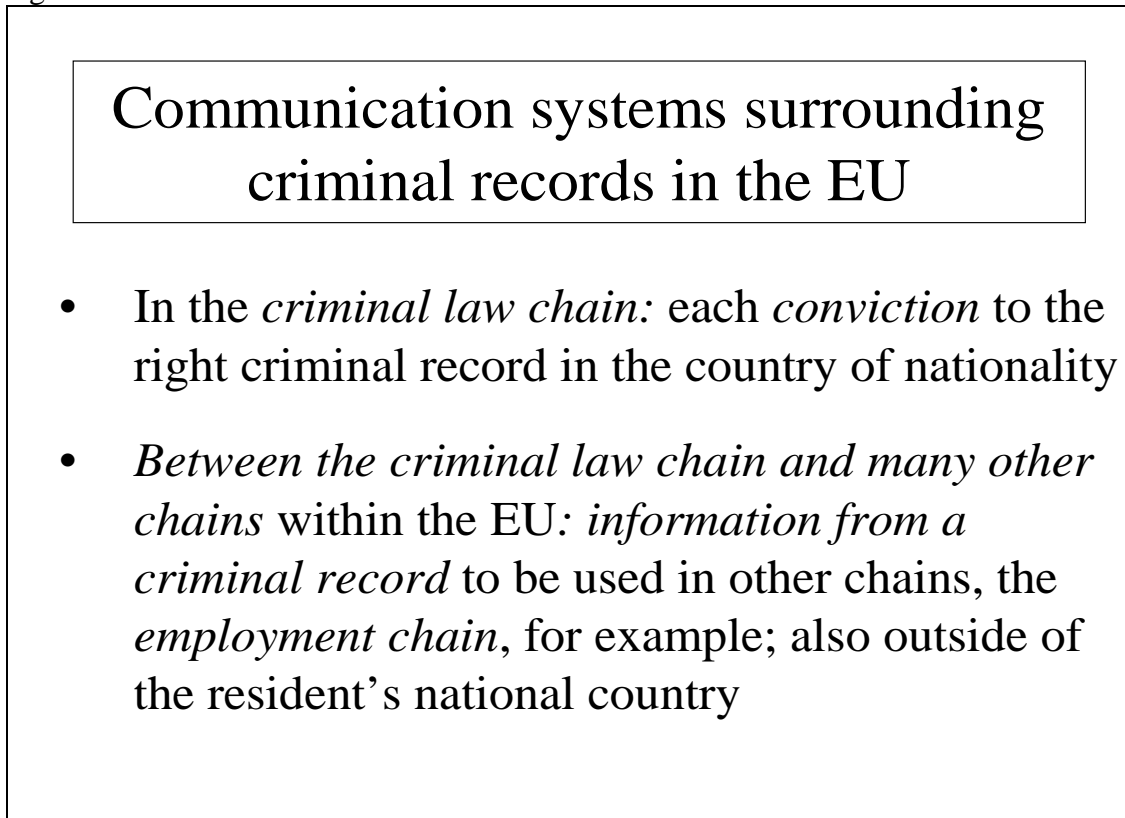 Communication systems surrounding
criminal records in the EU
• In the criminal law chain: each conviction to the
right criminal record in the country of nationality
• Between the criminal law chain and many other
chains within the EU: information from a
criminal record to be used in other chains, the
employment chain, for example; also outside of
the resident’s national country